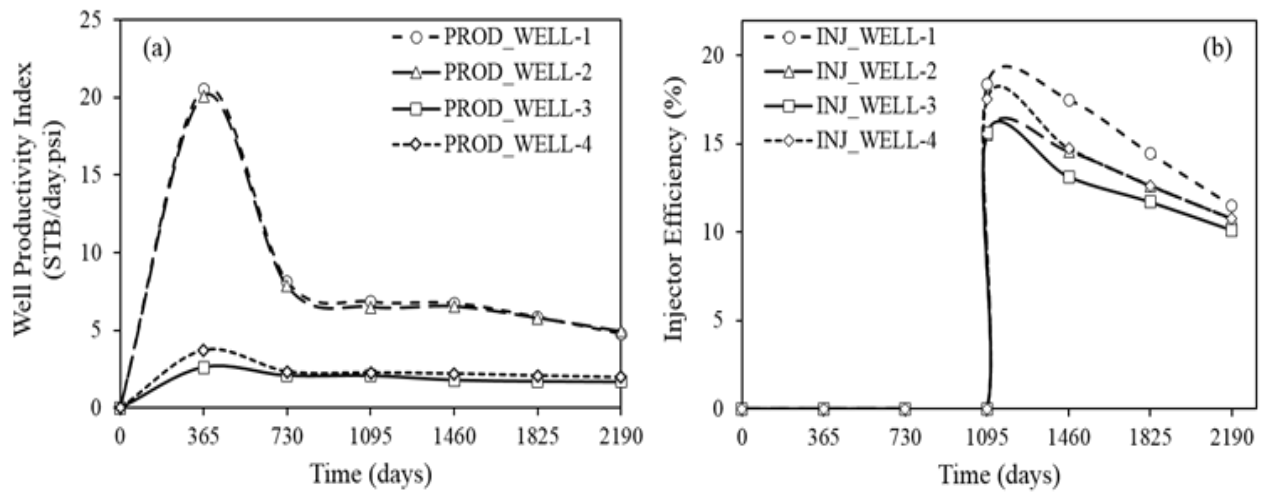 (a)
PROD_WELL-1
PROD_WELL-2
PROD_WELL-3
PROD_WELL-4
Well Productivity Index
(STB/day.psi)
25
20
15
10
5
0
0 365 730 1095 1460 1825 2190
Time (days)
(b)
INJ_WELL-1
INJ_WELL-2
INJ_WELL-3
INJ_WELL-4
Injector Efficiency (%)
20
15
10
5
0
0 365 730 1095 1460 1825 2190
Time (days)